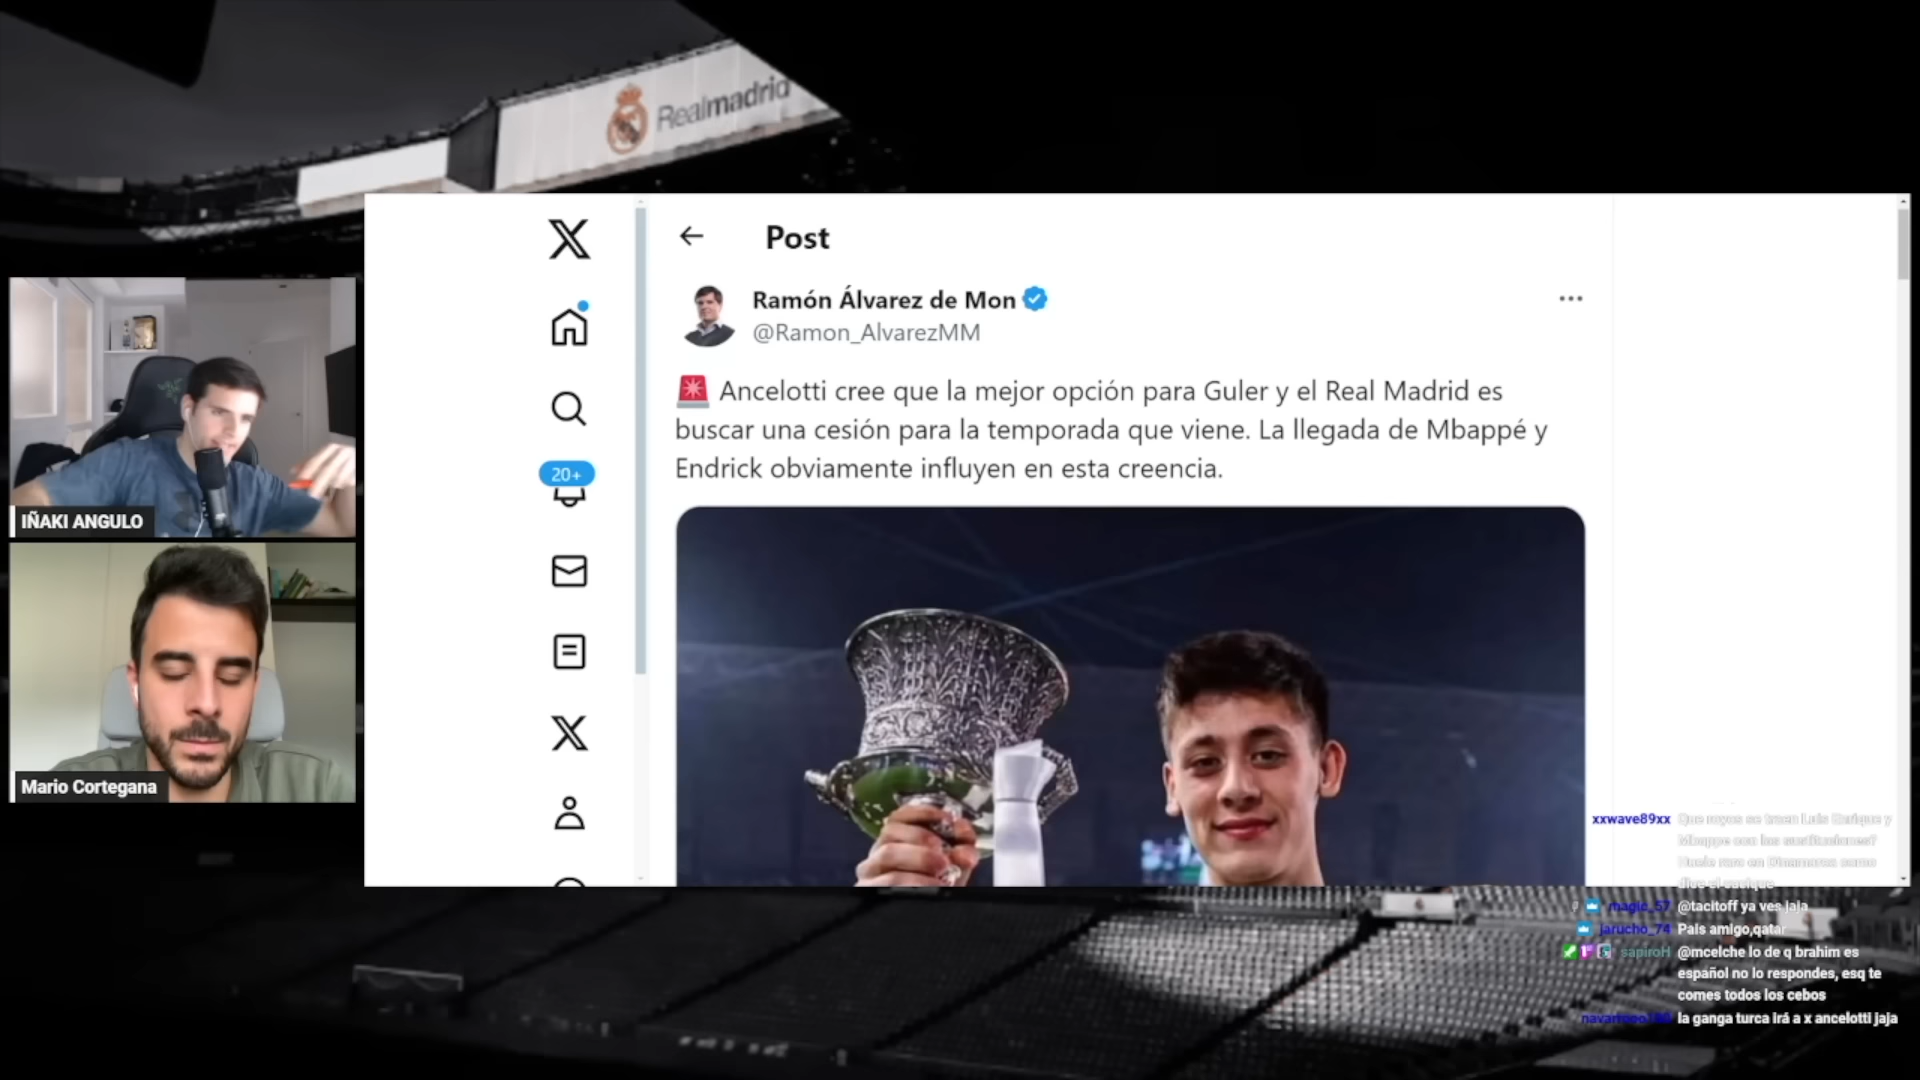 Realmadrid
Post
Ramón Álvarez de Mon
@Ramon_AlvarezMM
🚨 Ancelotti cree que la mejor opción para Guler y el Real Madrid es
buscar una cesión para la temporada que viene. La llegada de Mbappé y
Endrick obviamente influyen en esta creencia.
20+
IÑAKI ANGULO
Mario Cortegana
xxwave89xx
magic_57 @tacitoff ya ves jaja
jarucho_74 Pais amigo,qatar
sapiroH @mcelche lo de q brahim es
español no lo respondes, esq te
comes todos los cebos
la ganga turca irá a x ancelotti jaja